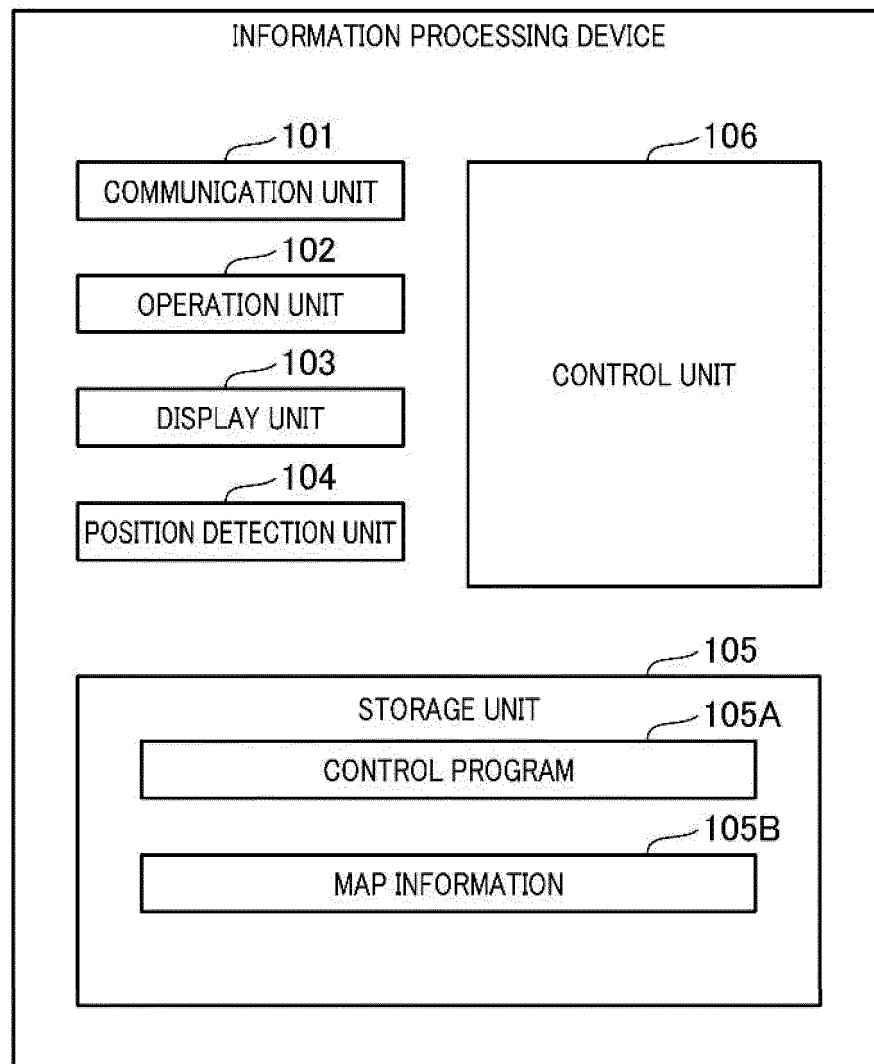 INFORMATION PROCESSING DEVICE
101
COMMUNICATION UNIT
102
OPERATION UNIT
103
DISPLAY UNIT
104
POSITION DETECTION UNIT
106
CONTROL UNIT
105
STORAGE UNIT
105A
CONTROL PROGRAM
105B
MAP INFORMATION